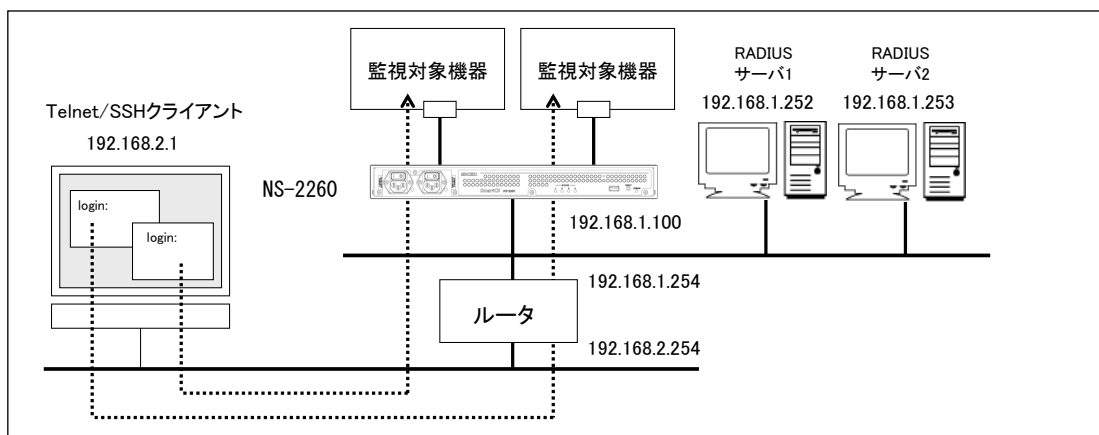 監視対象機器
監視対象機器
RADIUS
サーバ1
192.168.1.252
RADIUS
サーバ2
192.168.1.253
Telnet/SSHクライアント
192.168.2.1
login:
login:
NS-2260
192.168.1.100
192.168.1.254
ルータ
192.168.2.254